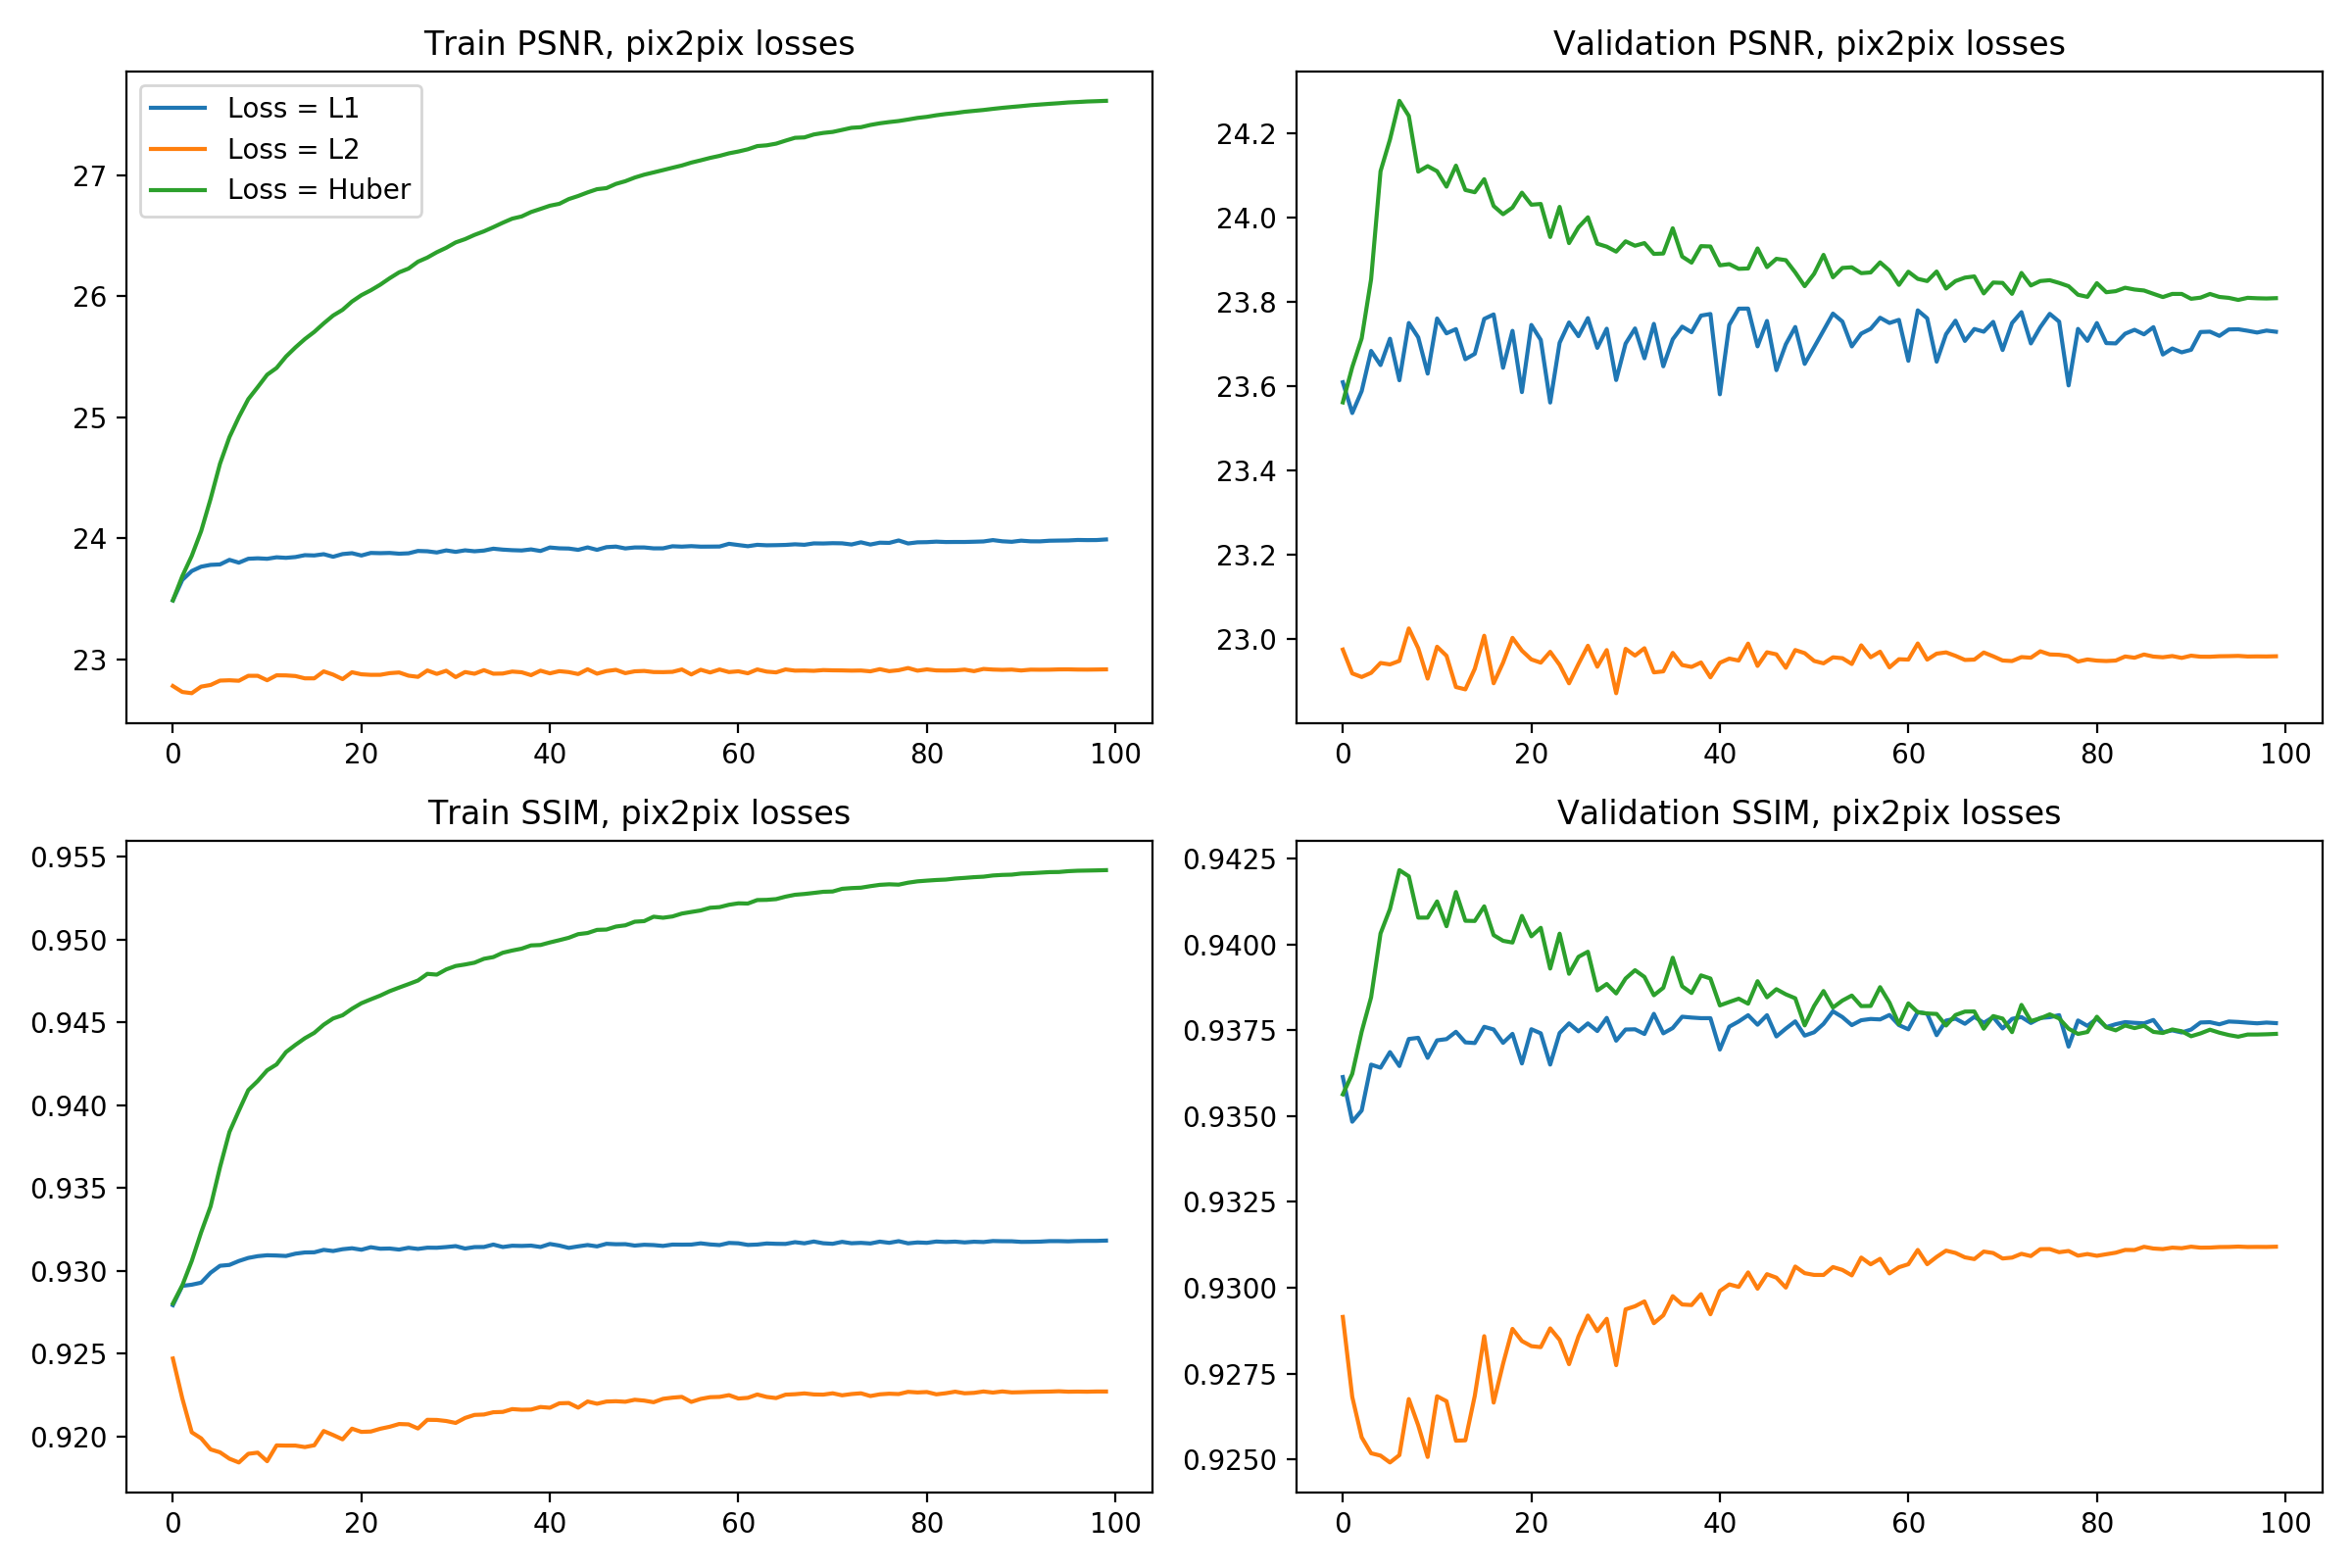 Train PSNR, pix2pix losses
Loss = L1
Loss = L2
Loss = Huber
27
26
25
24
23
0 20 40 60 80 100
Validation PSNR, pix2pix losses
24.2
24.0
23.8
23.6
23.4
23.2
23.0
0 20 40 60 80 100
Train SSIM, pix2pix losses
0.955
0.950
0.945
0.940
0.935
0.930
0.925
0.920
0 20 40 60 80 100
Validation SSIM, pix2pix losses
0.9425
0.9400
0.9375
0.9350
0.9325
0.9300
0.9275
0.9250
0 20 40 60 80 100